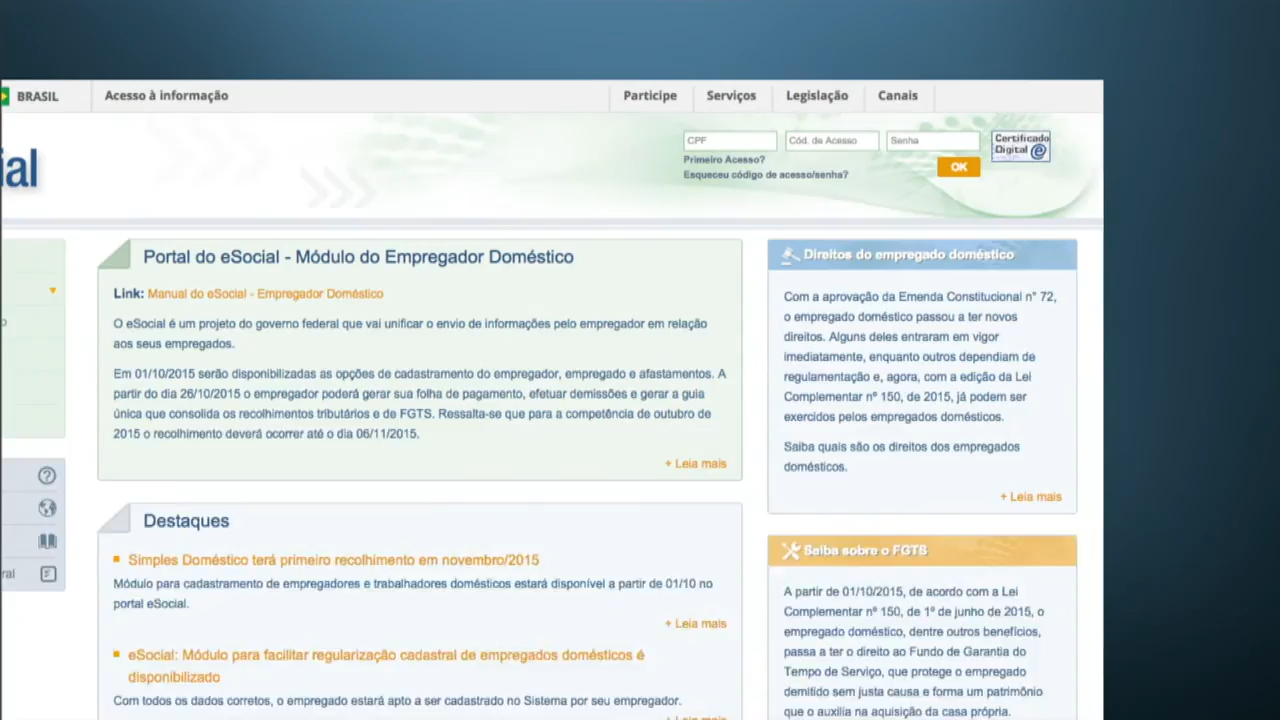 BRASIL
Acesso à informação
Participe
Serviços
Legislação
Canais
ial
CPF
Cód. de Acesso
Senha
Certificado
Digital
Primeiro Acesso?
Esqueceu código de acesso/senha?
OK
Portal do eSocial - Módulo do Empregador Doméstico
Link: Manual do eSocial - Empregador Doméstico
O eSocial é um projeto do governo federal que vai unificar o envio de informações pelo empregador em relação
aos seus empregados.
Em 01/10/2015 serão disponibilizadas as opções de cadastramento do empregador, empregado e afastamentos. A
partir do dia 26/10/2015 o empregador poderá gerar sua folha de pagamento, efetuar demissões e gerar a guia
única que consolida os recolhimentos tributários e de FGTS. Ressalta-se que para a competência de outubro de
2015 o recolhimento deverá ocorrer até o dia 06/11/2015.
+ Leia mais
Destaques
Simples Doméstico terá primeiro recolhimento em novembro/2015
Módulo para cadastramento de empregadores e trabalhadores domésticos estará disponível a partir de 01/10 no
portal eSocial.
+ Leia mais
eSocial: Módulo para facilitar regularização cadastral de empregados domésticos é
disponibilizado
Com todos os dados corretos, o empregado estará apto a ser cadastrado no Sistema por seu empregador.
+ Leia mais
Direitos do empregado doméstico
Com a aprovação da Emenda Constitucional n° 72,
o empregado doméstico passou a ter novos
direitos. Alguns deles entraram em vigor
imediatamente, enquanto outros dependiam de
regulamentação e, agora, com a edição da Lei
Complementar nº 150, de 2015, já podem ser
exercidos pelos empregados domésticos.
Saiba quais são os direitos dos empregados
domésticos.
+ Leia mais
Saiba sobre o FGTS
A partir de 01/10/2015, de acordo com a Lei
Complementar nº 150, de 1º de junho de 2015, o
empregado doméstico, dentre outros benefícios,
passa a ter o direito ao Fundo de Garantia do
Tempo de Serviço, que protege o empregado
demitido sem justa causa e forma um patrimônio
que o auxilia na aquisição da casa própria.
o
ral